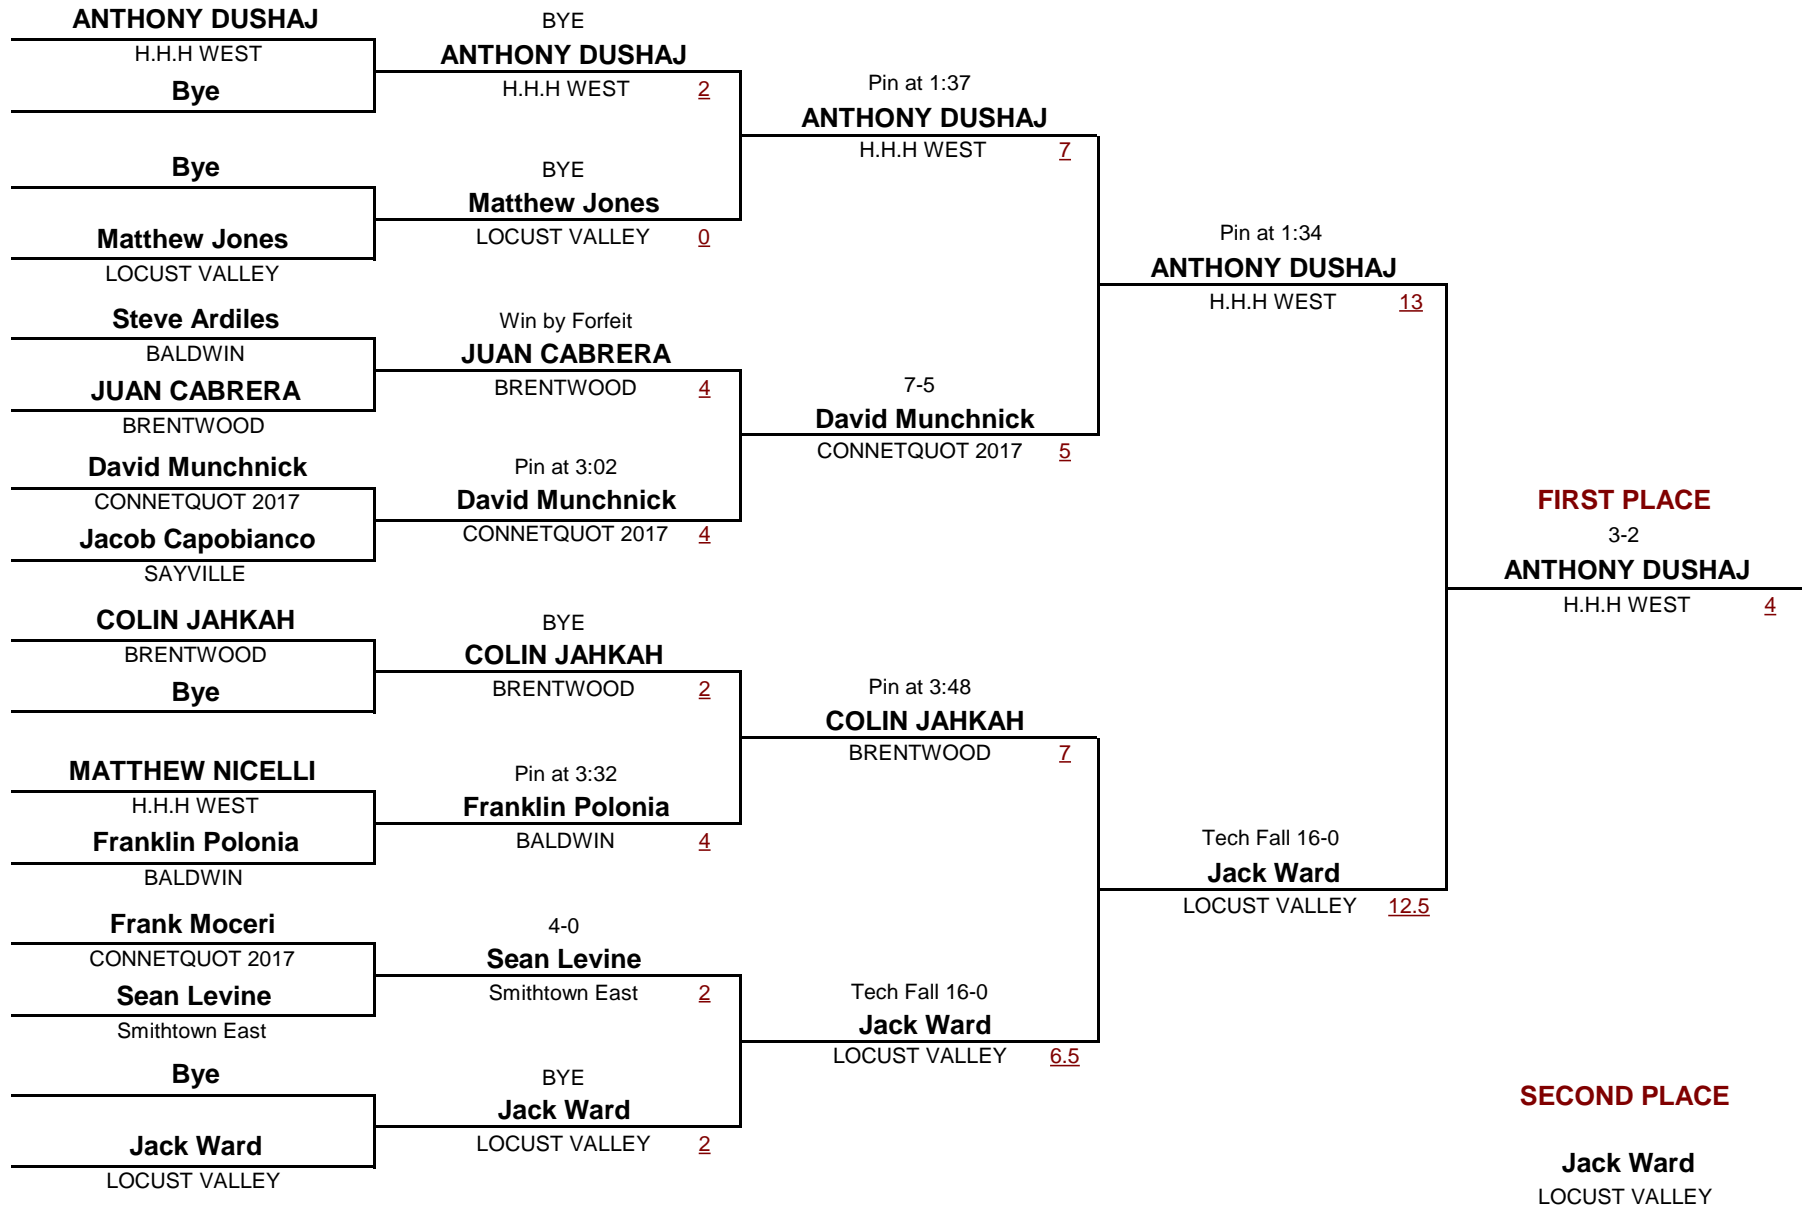 ANTHONY DUSHAJ
H.H.H WEST
Bye
Bye
Matthew Jones
LOCUST VALLEY
Steve Ardiles
BALDWIN
JUAN CABRERA
BRENTWOOD
David Munchnick
CONNETQUOT 2017
Jacob Capobianco
SAYVILLE
COLIN JAHKAH
BRENTWOOD
Bye
MATTHEW NICELLI
H.H.H WEST
Franklin Polonia
BALDWIN
Frank Moceri
CONNETQUOT 2017
Sean Levine
Smithtown East
Bye
Jack Ward
LOCUST VALLEY
BYE
ANTHONY DUSHAJ
H.H.H WEST 2
BYE
Matthew Jones
LOCUST VALLEY 0
Win by Forfeit
JUAN CABRERA
BRENTWOOD 4
Pin at 3:02
David Munchnick
CONNETQUOT 2017 4
BYE
COLIN JAHKAH
BRENTWOOD 2
Pin at 3:32
Franklin Polonia
BALDWIN 4
4-0
Sean Levine
Smithtown East 2
BYE
Jack Ward
LOCUST VALLEY 2
Pin at 1:37
ANTHONY DUSHAJ
H.H.H WEST 7
7-5
David Munchnick
CONNETQUOT 2017 5
Pin at 3:48
COLIN JAHKAH
BRENTWOOD 7
Tech Fall 16-0
Jack Ward
LOCUST VALLEY 6.5
Pin at 1:34
ANTHONY DUSHAJ
H.H.H WEST 13
Tech Fall 16-0
Jack Ward
LOCUST VALLEY 12.5
FIRST PLACE
3-2
ANTHONY DUSHAJ
H.H.H WEST 4
SECOND PLACE
Jack Ward
LOCUST VALLEY